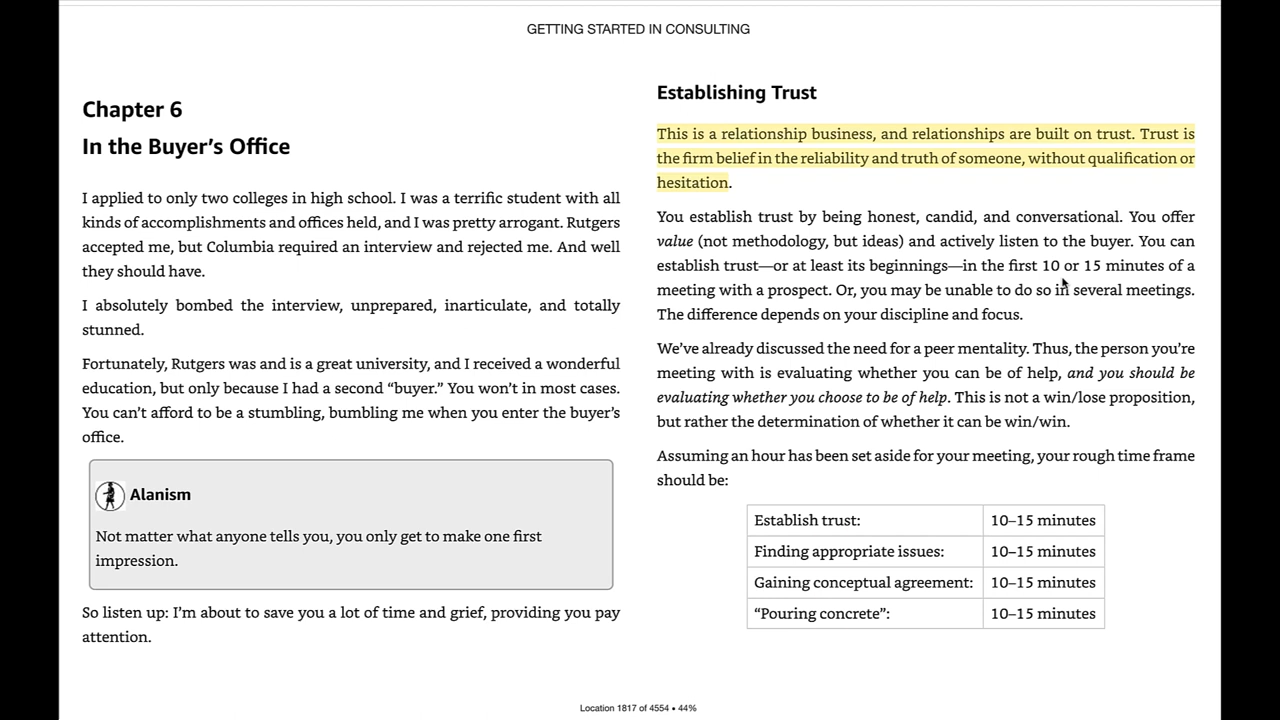 GETTING STARTED IN CONSULTING
Chapter 6
In the Buyer's Office
I applied to only two colleges in high school. I was a terrific student with all
kinds of accomplishments and offices held, and I was pretty arrogant. Rutgers
accepted me, but Columbia required an interview and rejected me. And well
they should have.
I absolutely bombed the interview, unprepared, inarticulate, and totally
stunned.
Fortunately, Rutgers was and is a great university, and I received a wonderful
education, but only because I had a second “buyer.” You won’t in most cases.
You can’t afford to be a stumbling, bumbling me when you enter the buyer’s
office.
Alanism
Not matter what anyone tells you, you only get to make one first
impression.
So listen up: I’m about to save you a lot of time and grief, providing you pay
attention.
Establishing Trust
This is a relationship business, and relationships are built on trust. Trust is
the firm belief in the reliability and truth of someone, without qualification or
hesitation.
You establish trust by being honest, candid, and conversational. You offer
value (not methodology, but ideas) and actively listen to the buyer. You can
establish trust—or at least its beginnings—in the first 10 or 15 minutes of a
meeting with a prospect. Or, you may be unable to do so in several meetings.
The difference depends on your discipline and focus.
We’ve already discussed the need for a peer mentality. Thus, the person you’re
meeting with is evaluating whether you can be of help, and you should be
evaluating whether you choose to be of help. This is not a win/lose proposition,
but rather the determination of whether it can be win/win.
Assuming an hour has been set aside for your meeting, your rough time frame
should be:
Establish trust: 10–15 minutes
Finding appropriate issues: 10–15 minutes
Gaining conceptual agreement: 10–15 minutes
“Pouring concrete”: 10–15 minutes
Location 1817 of 4554 • 44%